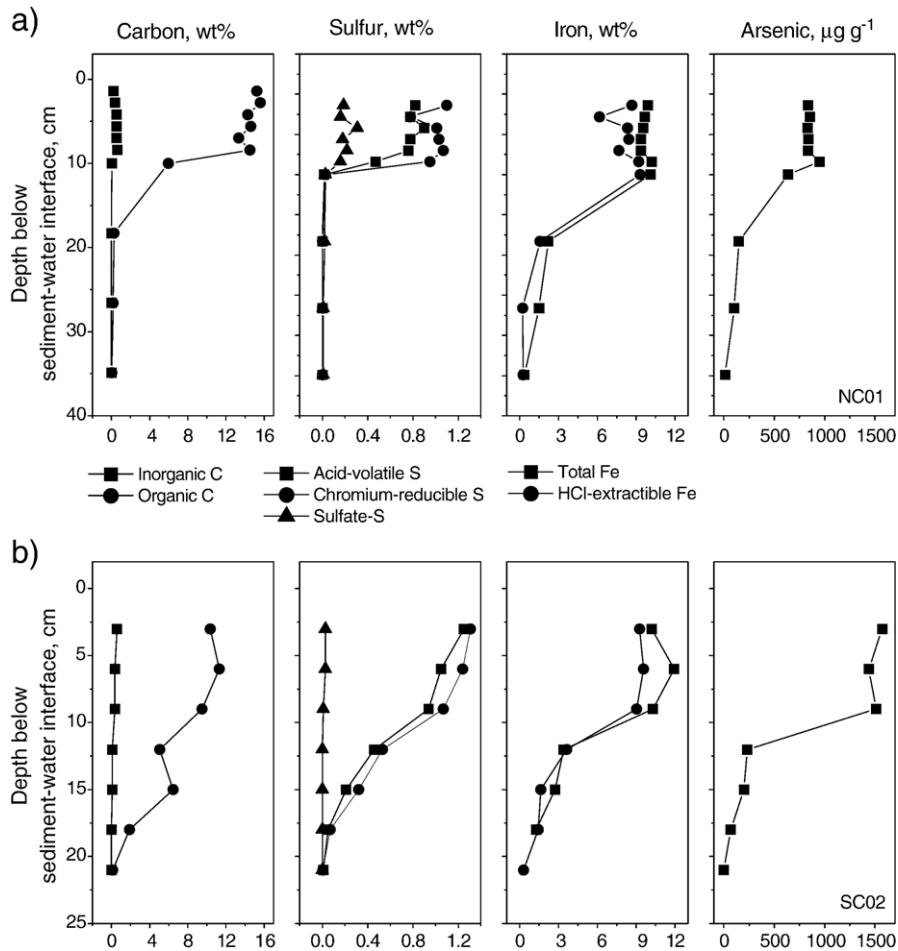 a)
Carbon, wt%
Sulfur, wt%
Iron, wt%
Arsenic, μg g⁻¹
Depth below
sediment-water interface, cm
0
10
20
30
40
0 4 8 12 16
0.0 0.4 0.8 1.2
0 3 6 9 12
0 500 1000 1500
NC01
Inorganic C
Organic C
Acid-volatile S
Chromium-reducible S
Sulfate-S
Total Fe
HCl-extractible Fe
b)
Depth below
sediment-water interface, cm
0
5
10
15
20
25
0 4 8 12 16
0.0 0.4 0.8 1.2
0 3 6 9 12
0 500 1000 1500
SC02